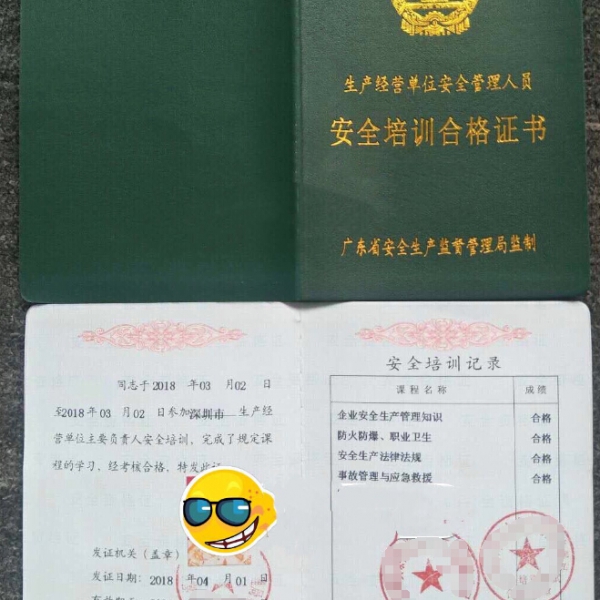 生产经营单位安全管理人员
安全培训合格证书
广东省安全生产监督管理局监制
同志于2018 年03 月02 日
至2018年03 月02 日参加深圳市 生产经
营单位主要负责人安全培训，完成了规定课
程的学习，经考核合格，特发此证
发证机关（盖章）
发证日期：2018 年04 月01日
安全培训记录
课程名称 成绩
企业安全生产管理知识 合格
防火防爆、职业卫生 合格
安全生产法律法规 合格
事故管理与应急救援 合格